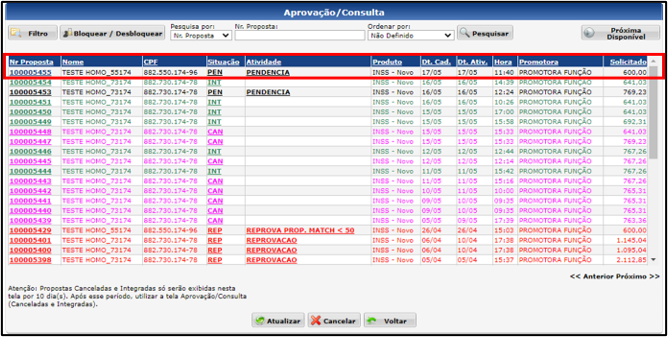 Aprovação/Consulta
Filtro Bloquear / Desbloquear Pesquisa por: Nr. Proposta Nr. Proposta: Ordenar por: Não Definido Pesquisar Próxima Disponível
Nr Proposta Nome CPF Situação Atividade Produto Dt. Cad. Dt. Ativ. Hora Promotora Solicitado
100005455 TESTE HOMO_55174 882.550.174-96 PEN PENDENCIA INSS - Novo 17/05 17/05 11:40 PROMOTORA FUNÇÃO 600.00
100005454 TESTE HOMO_73174 882.730.174-78 INT INSS - Novo 16/05 16/05 14:39 PROMOTORA FUNÇÃO 641.03
100005453 TESTE HOMO_73174 882.730.174-96 PEN PENDENCIA INSS - Novo 16/05 16/05 12:24 PROMOTORA FUNÇÃO 769.23
100005451 TESTE HOMO_73174 882.730.174-78 INT INSS - Novo 16/05 16/05 10:26 PROMOTORA FUNÇÃO 641.03
100005450 TESTE HOMO_73174 882.730.174-78 INT INSS - Novo 15/05 15/05 17:00 PROMOTORA FUNÇÃO 641.03
100005449 TESTE HOMO_73174 882.730.174-78 INT INSS - Novo 15/05 15/05 15:58 PROMOTORA FUNÇÃO 692.31
100005448 TESTE HOMO_73174 882.730.174-78 CAN INSS - Novo 15/05 15/05 15:33 PROMOTORA FUNÇÃO 641.03
100005447 TESTE HOMO_73174 882.730.174-78 CAN INSS - Novo 15/05 15/05 15:32 PROMOTORA FUNÇÃO 769.23
100005446 TESTE HOMO_73174 882.730.174-78 INT INSS - Novo 12/05 12/05 12:44 PROMOTORA FUNÇÃO 767.26
100005445 TESTE HOMO_73174 882.730.174-78 CAN INSS - Novo 12/05 12/05 12:14 PROMOTORA FUNÇÃO 767.26
100005444 TESTE HOMO_73174 882.730.174-78 INT INSS - Novo 11/05 11/05 15:42 PROMOTORA FUNÇÃO 767.26
100005443 TESTE HOMO_73174 882.730.174-78 CAN INSS - Novo 11/05 11/05 15:16 PROMOTORA FUNÇÃO 767.26
100005442 TESTE HOMO_73174 882.730.174-78 CAN INSS - Novo 10/05 10/05 10:00 PROMOTORA FUNÇÃO 765.31
100005441 TESTE HOMO_73174 882.730.174-78 CAN INSS - Novo 09/05 10/05 09:35 PROMOTORA FUNÇÃO 765.31
100005440 TESTE HOMO_73174 882.730.174-78 CAN INSS - Novo 09/05 10/05 09:35 PROMOTORA FUNÇÃO 765.31
100005439 TESTE HOMO_73174 882.730.174-78 CAN INSS - Novo 05/05 09/05 17:39 PROMOTORA FUNÇÃO 763.36
100005429 TESTE HOMO_55174 882.550.174-96 REP REPROVA PROP. MATCH < 50 INSS - Novo 26/04 26/04 15:03 PROMOTORA FUNÇÃO 600.00
100005401 TESTE HOMO_73174 882.730.174-78 REP REPROVACAO INSS - Novo 10/04 10/04 17:38 PROMOTORA FUNÇÃO 1.145.04
100005400 TESTE HOMO_73174 882.730.174-78 REP REPROVACAO INSS - Novo 06/04 10/04 17:38 PROMOTORA FUNÇÃO 1.095.04
100005398 TESTE HOMO_73174 882.730.174-78 REP REPROVACAO INSS - Novo 05/04 05/04 15:37 PROMOTORA FUNÇÃO 2.112.85
<< Anterior Próximo >>
Atenção: Propostas Canceladas e Integradas só serão exibidas nesta
tela por 10 dia(s). Após esse período, utilizar a tela Aprovação/Consulta
(Canceladas e Integradas).
Atualizar Cancelar Voltar